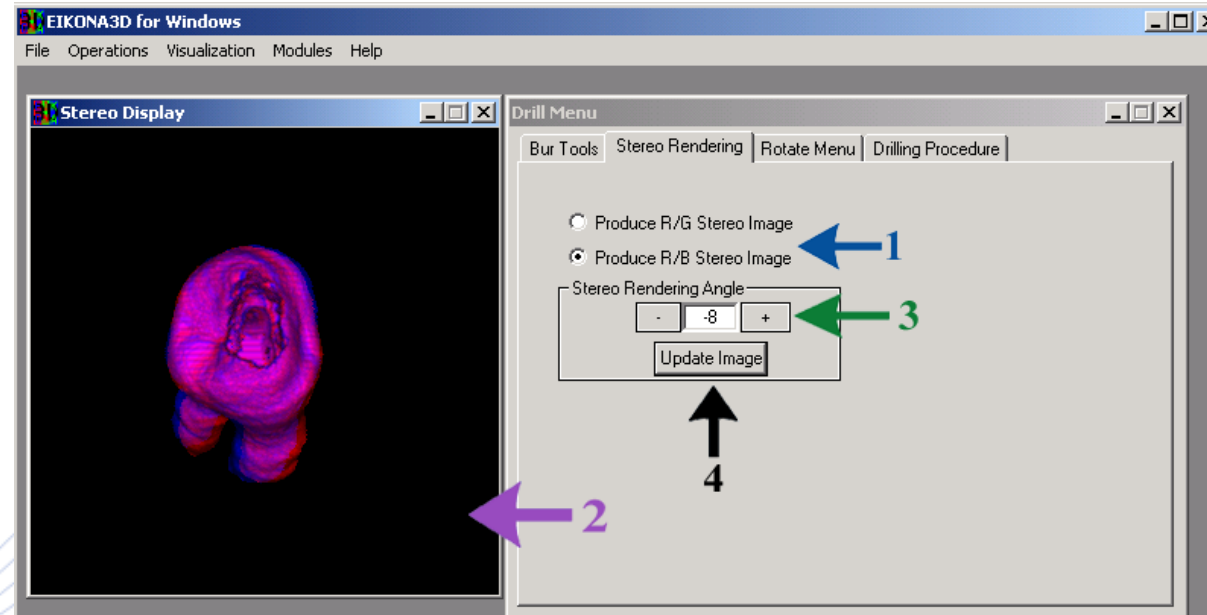 EIKONA3D for Windows
File Operations Visualization Modules Help
Stereo Display
Drill Menu
Bur Tools Stereo Rendering Rotate Menu Drilling Procedure
Produce R/G Stereo Image
Produce R/B Stereo Image
1
Stereo Rendering Angle
- -8 +
3
Update Image
4
2